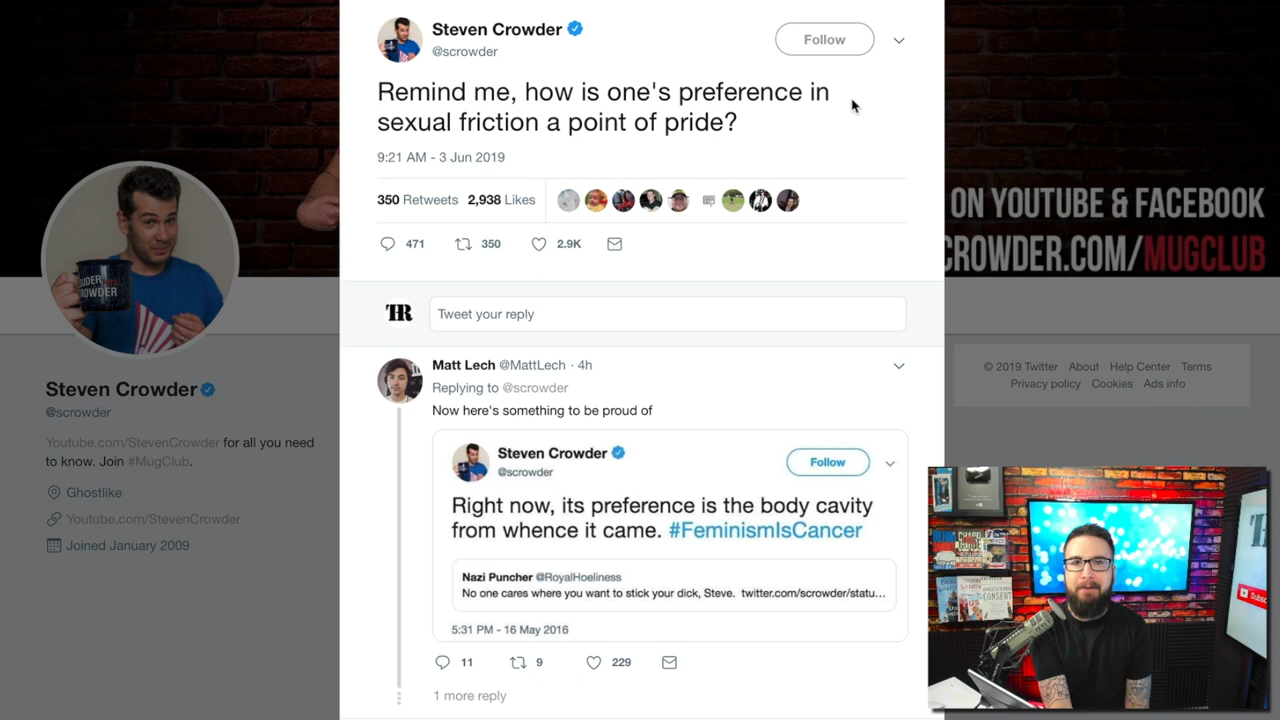 Steven Crowder
@scrowder
Follow
Remind me, how is one's preference in
sexual friction a point of pride?
9:21 AM - 3 Jun 2019
350 Retweets 2,938 Likes
471 350 2.9K
TR
Tweet your reply
Matt Lech @MattLech · 4h
Replying to @scrowder
Now here's something to be proud of
Steven Crowder
@scrowder
Follow
Right now, its preference is the body cavity
from whence it came. #FeminismIsCancer
Nazi Puncher @RoyalHoeliness
No one cares where you want to stick your dick, Steve. twitter.com/scrowder/statu...
5:31 PM - 16 May 2016
11 9 229
1 more reply
Steven Crowder
@scrowder
Youtube.com/StevenCrowder for all you need
to know. Join #MugClub.
Ghostlike
Youtube.com/StevenCrowder
Joined January 2009
ON YOUTUBE & FACEBOOK
CROWDER.COM/MUGCLUB
© 2019 Twitter About Help Center Terms
Privacy policy Cookies Ads info
CONSENT